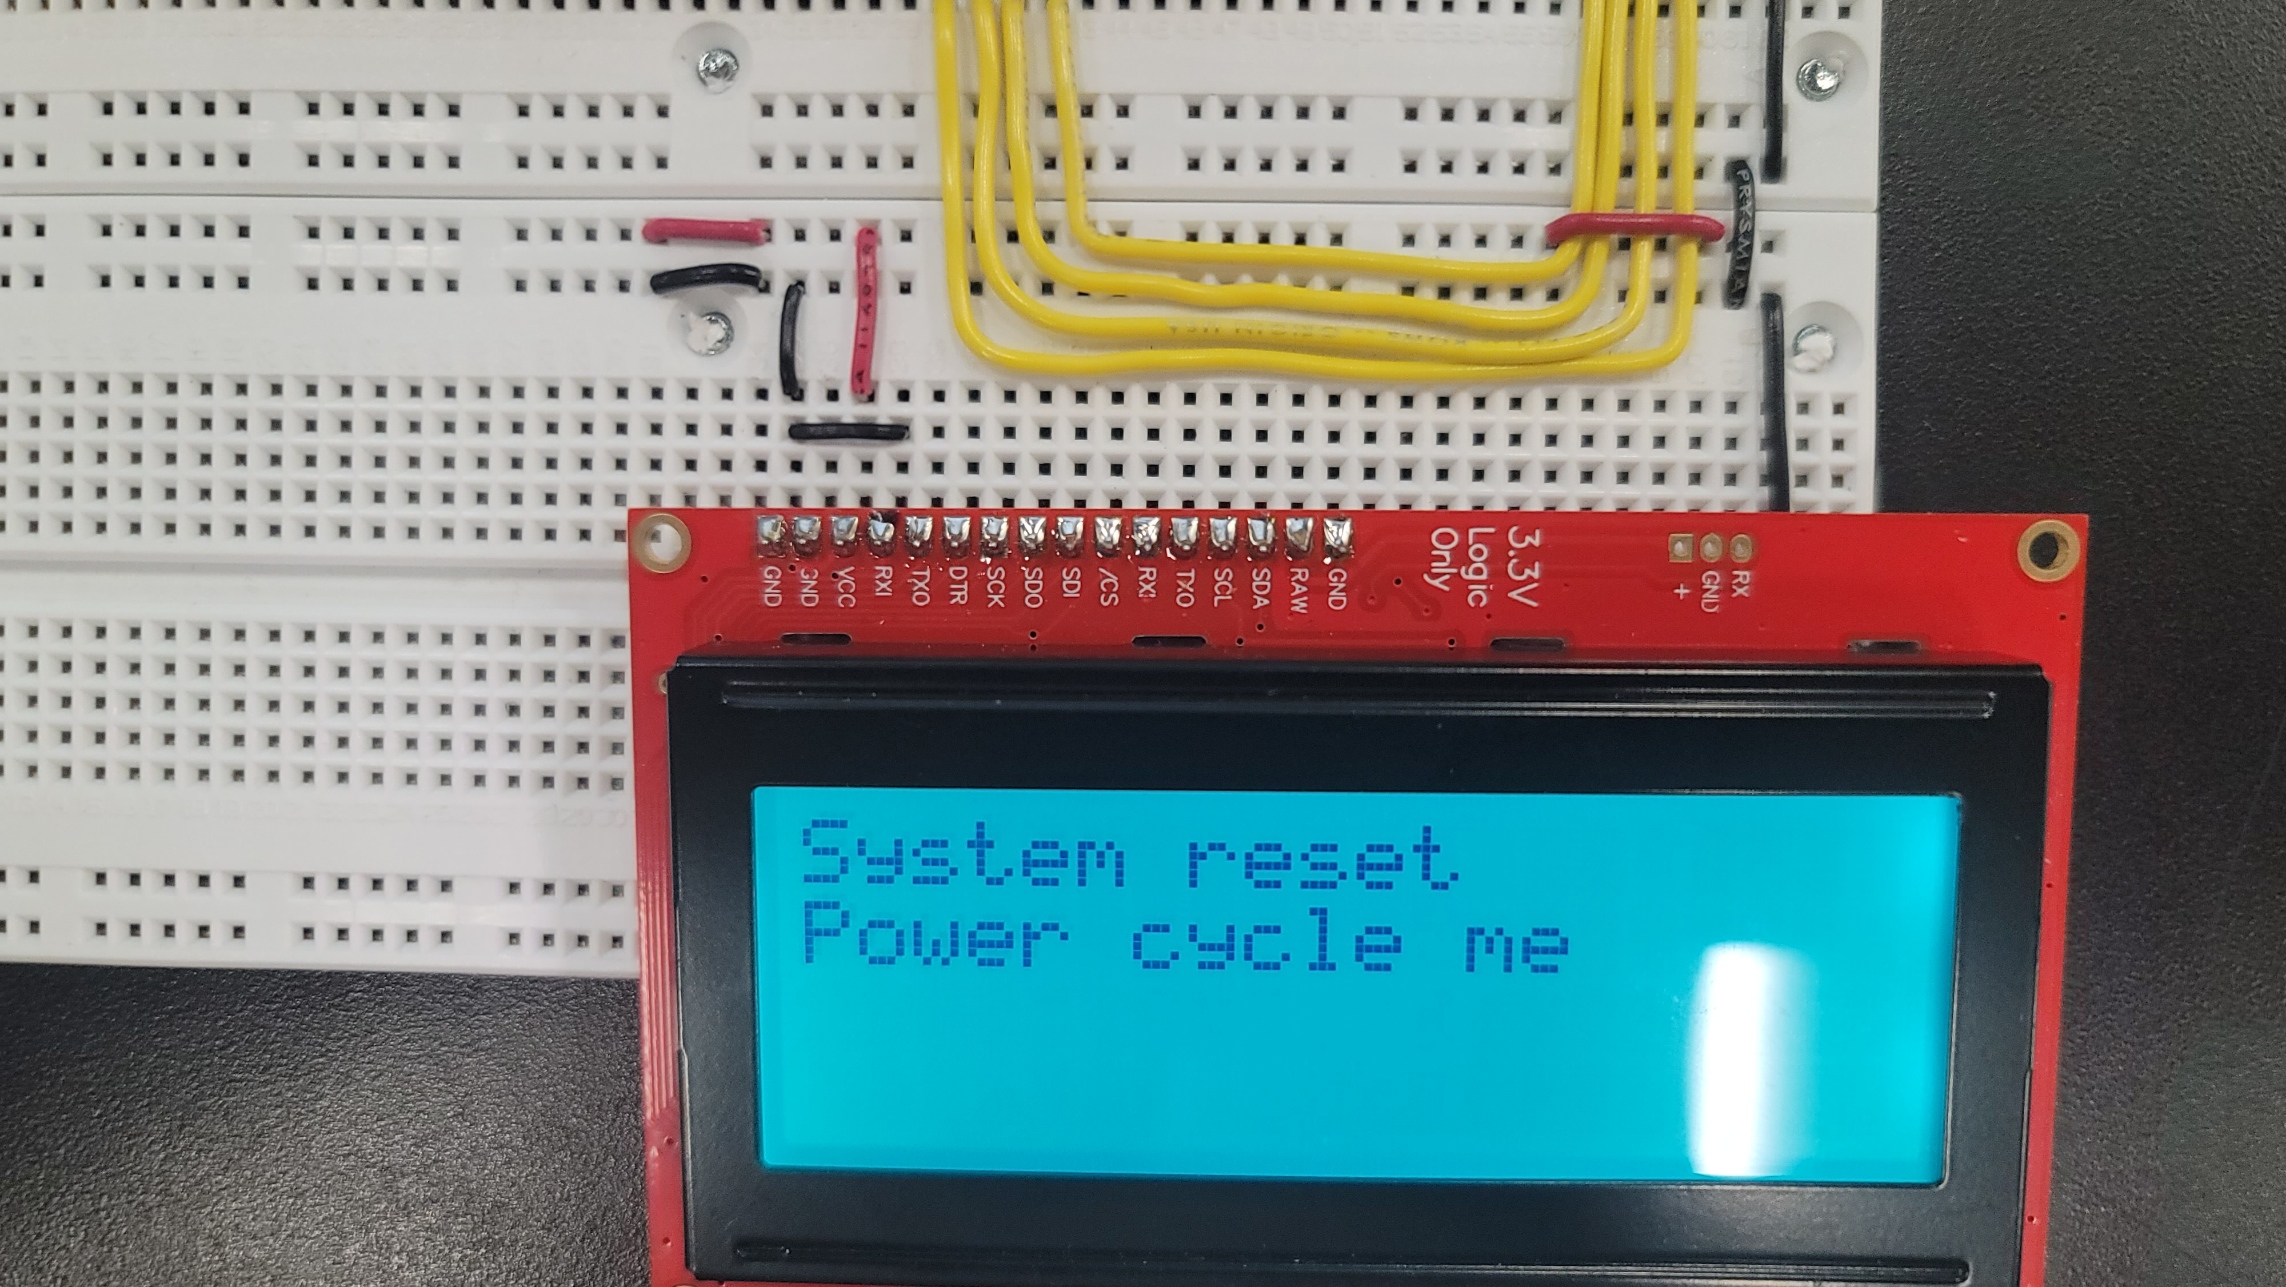 GND
GND
VCC
RXI
TXO
DTR
SCK
SDO
SDI
/CS
RXI
TXO
SCL
SDA
RAW
GND
3.3V
Logic
Only
+
GND
RX
System reset
Power cycle me